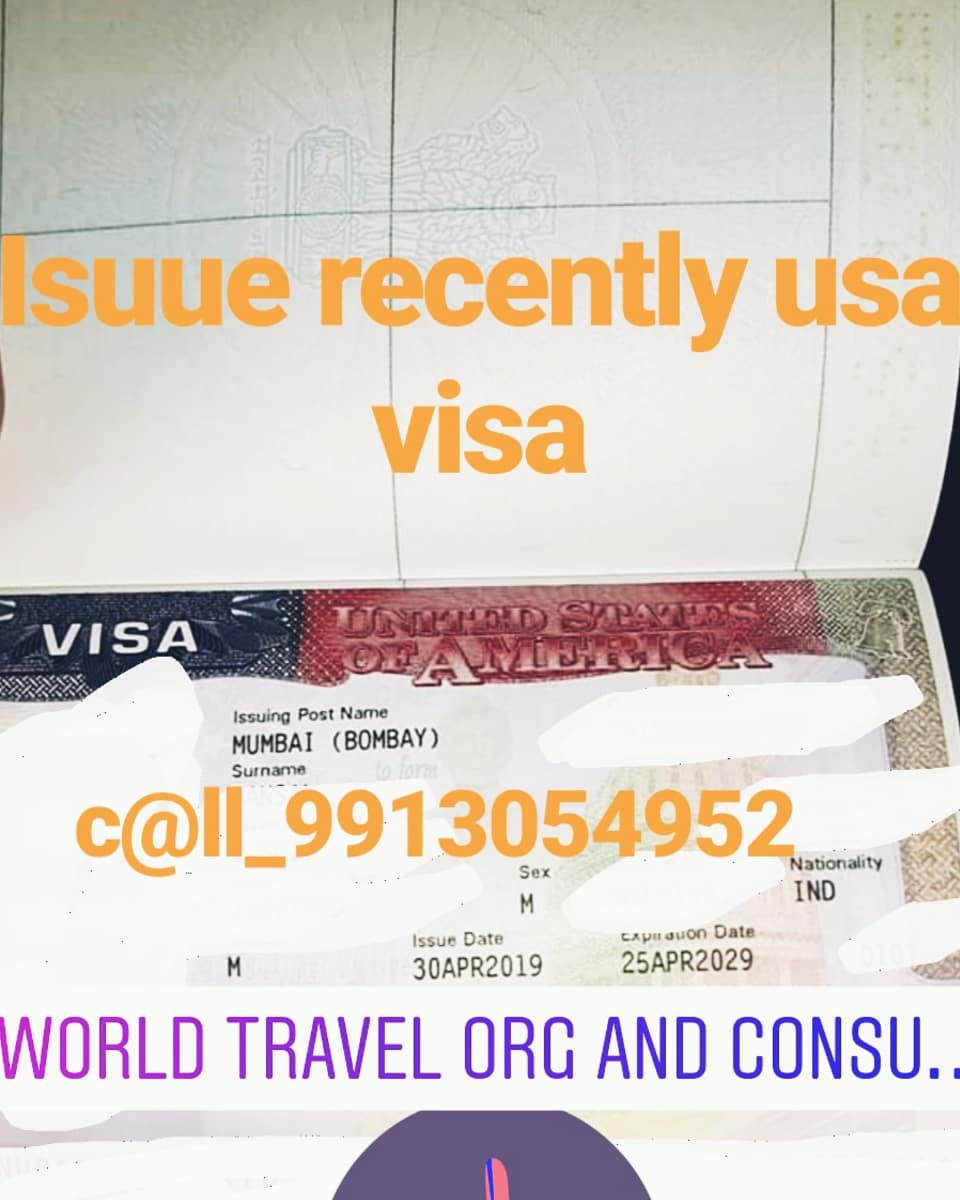 Isuue recently usa
visa
VISA
UNITED STATES
OF AMERICA
Issuing Post Name
MUMBAI (BOMBAY)
Surname
c@ll_9913054952
Sex
M
Nationality
IND
Issue Date
Expiration Date
M
30APR2019
25APR2029
WORLD TRAVEL ORG AND CONSU..